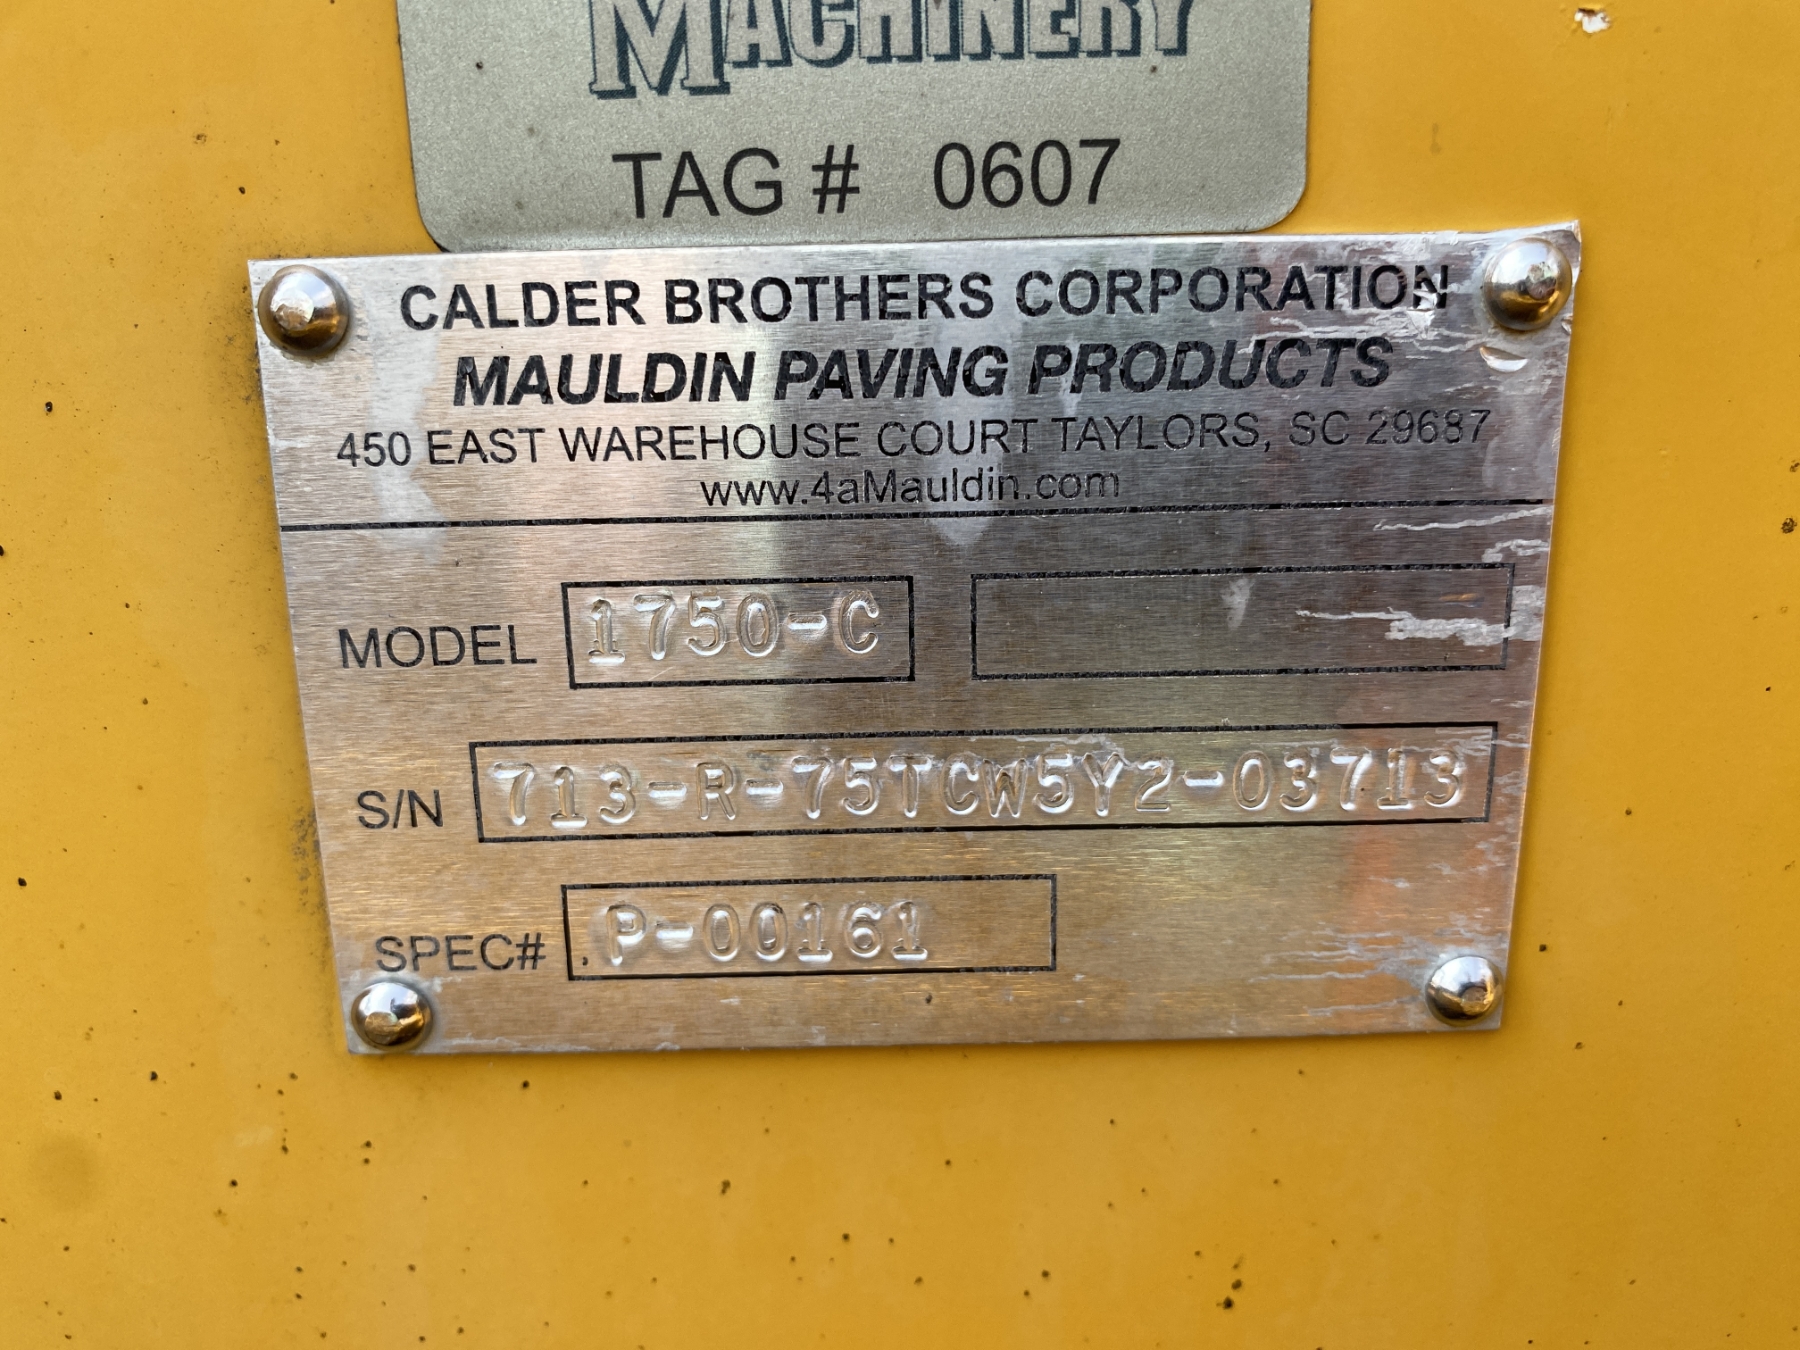 MACHINERY
TAG # 0607
CALDER BROTHERS CORPORATION
MAULDIN PAVING PRODUCTS
450 EAST WAREHOUSE COURT TAYLORS, SC 29687
www.4aMauldin.com
MODEL 1750-C
S/N 713-R-75TCW5Y2-03713
SPEC# P-00161